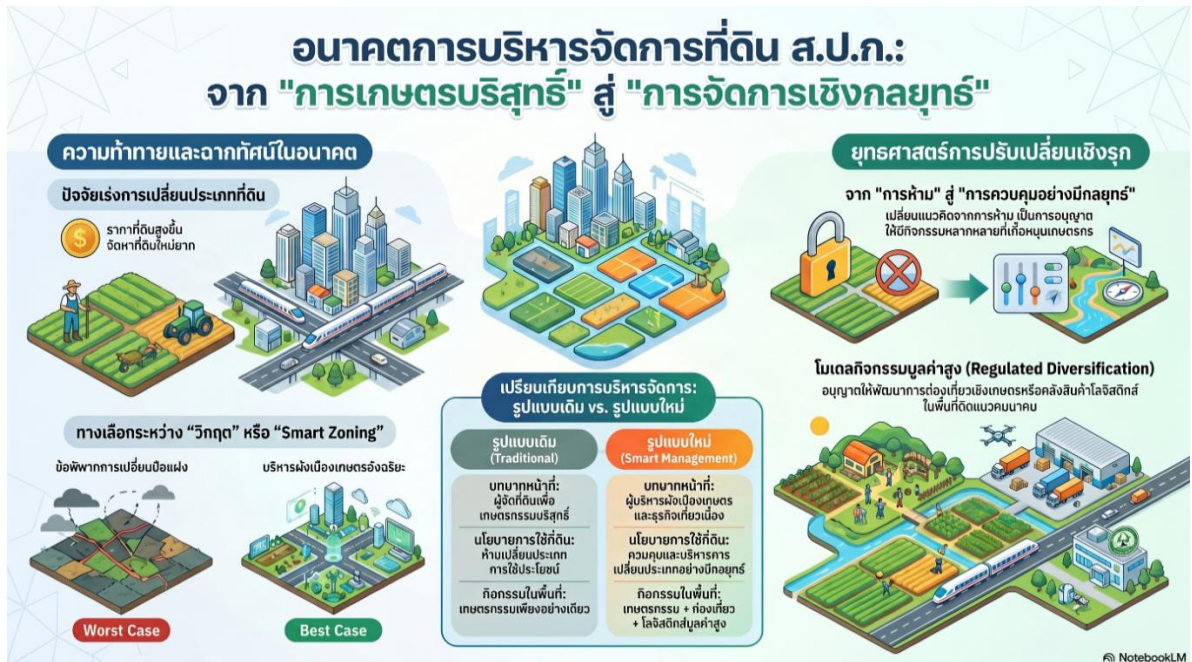 อนาคตการบริหารจัดการที่ดิน ส.ป.ก.:
จาก "การเกษตรบริสุทธิ์" สู่ "การจัดการเชิงกลยุทธ์"
ความท้าทายและฉากทัศน์ในอนาคต
ปัจจัยเร่งการเปลี่ยนประเภทที่ดิน
ราคาที่ดินสูงขึ้น
จัดหาที่ดินใหม่ยาก
ทางเลือกระหว่าง “วิกฤต” หรือ “Smart Zoning”
ข้อพิพากการเปลี่ยนมือแฝง
บริหารผังเนืองเกษตรอังฉริยะ
Worst Case
Best Case
เปรียบเทียบการบริหารจัดการ:
รูปแบบเดิม vs. รูปแบบใหม่
รูปแบบเดิม
(Traditional)
บทบาทหน้าที่:
ผู้จัดที่ดินเพื่อ
เกษตรกรรมบริสุทธิ์
นโยบายการใช้ที่ดิน:
ห้ามเปลี่ยนประเภท
การใช้ประโยชน์
กิจกรรมในพื้นที่:
เกษตรกรรมเพียงอย่างเดียว
รูปแบบใหม่
(Smart Management)
บทบาทหน้าที่:
ผู้บริหารผังเมืองเกษตร
และธุรกิจเกี่ยวเนื่อง
นโยบายการใช้ที่ดิน:
ควบคุมและบริหารการ
เปลี่ยนประเภทอย่างมีกอยุทธ์
กิจกรรมในพื้นที่:
เกษตรกรรม + ท่องเที่ยว
+ โลจิสติกส์มูลค่าสูง
ยุทธศาสตร์การปรับเปลี่ยนเชิงรุก
จาก "การห้าม" สู่ "การควบคุมอย่างมีกลยุทธ์"
เปลี่ยนแนวคิดจากการห้าม เป็นการอนุญาต
ให้มีกิจกรรมหลากหลายที่เกื้อหนุนเกษตรกร
โมเดลกิจกรรมมูลค่าสูง (Regulated Diversification)
อนุญาตให้พัฒนาการต่องเที่ยวเชิงเกษตรหรือคลังสินค้าโลจิสติกส์
ในพื้นที่ติดแนวคมนาคม
NotebookLM